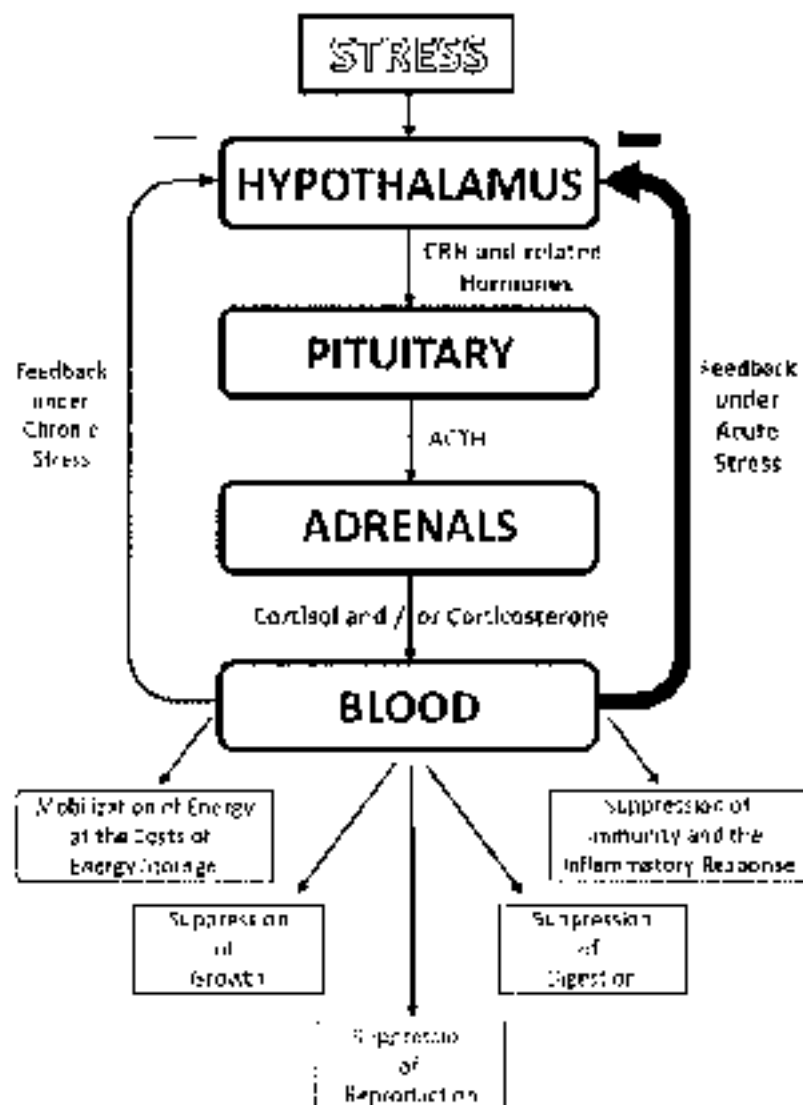 STRESS
HYPOTHALAMUS
CRH and related
Hormones
PITUITARY
Feedback
under
Chronic
Stress
Feedback
under
Acute
Stress
ACTH
ADRENALS
Cortisol and / or Corticosterone
BLOOD
Mobilization of Energy
at the Costs of
Energy Storage
Suppression of
Immunity and the
Inflammatory Response
Suppression
of
Growth
Suppression
of
Digestion
Suppression
of
Reproduction